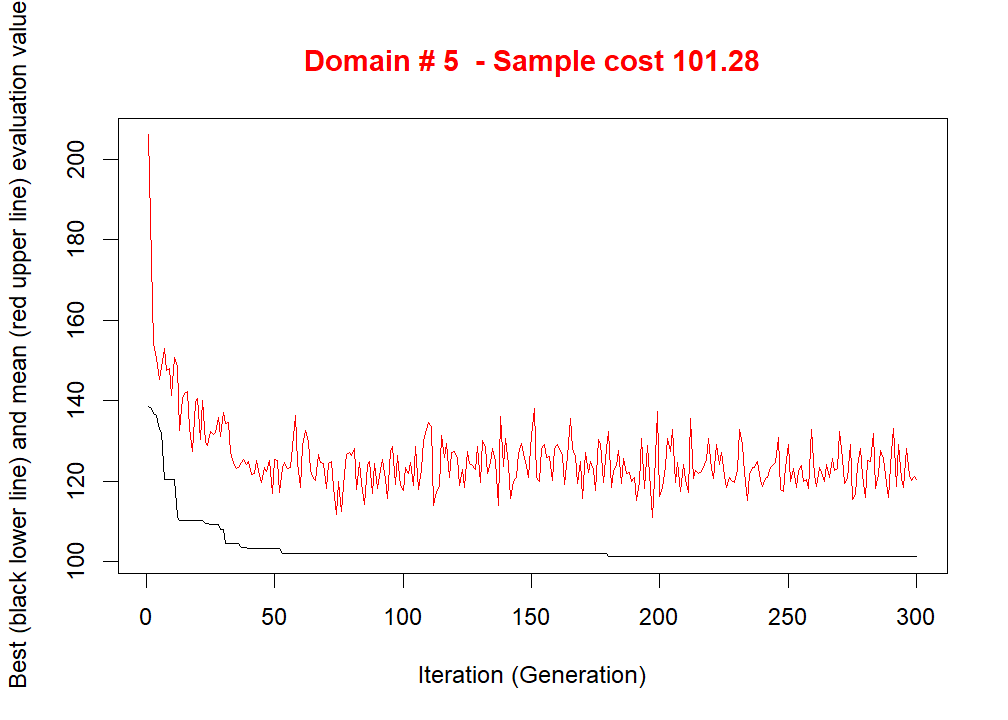 Domain # 5  - Sample cost 101.28
Best (black lower line) and mean (red upper line) evaluation value
200
180
160
140
120
100
0 50 100 150 200 250 300
Iteration (Generation)